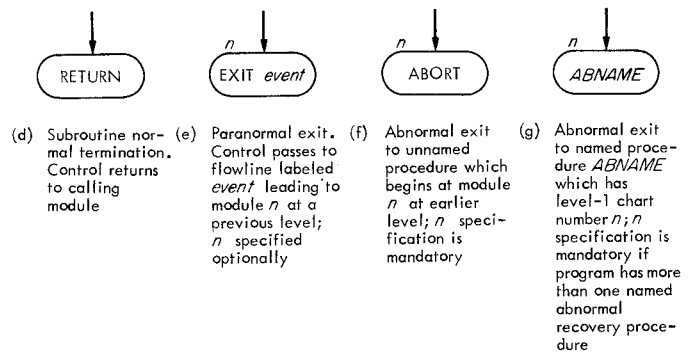 n
n
n
RETURN
EXIT event
ABORT
ABNAME
(d) Subroutine nor-
mal termination.
Control returns
to calling
module
(e) Paranormal exit.
Control passes to
flowline labeled
event leading to
module n at a
previous level;
n specified
optionally
(f) Abnormal exit
to unnamed
procedure which
begins at module
n at earlier
level; n speci-
fication is
mandatory
(g) Abnormal exit
to named proce-
dure ABNAME
which has
level-1 chart
number n; n
specification is
mandatory if
program has more
than one named
abnormal
recovery proce-
dure